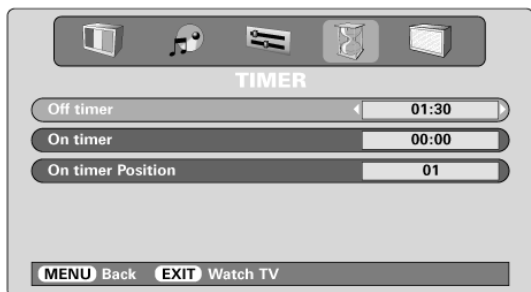 TIMER
Off timer 01:30
On timer 00:00
On timer Position 01
MENU Back EXIT Watch TV